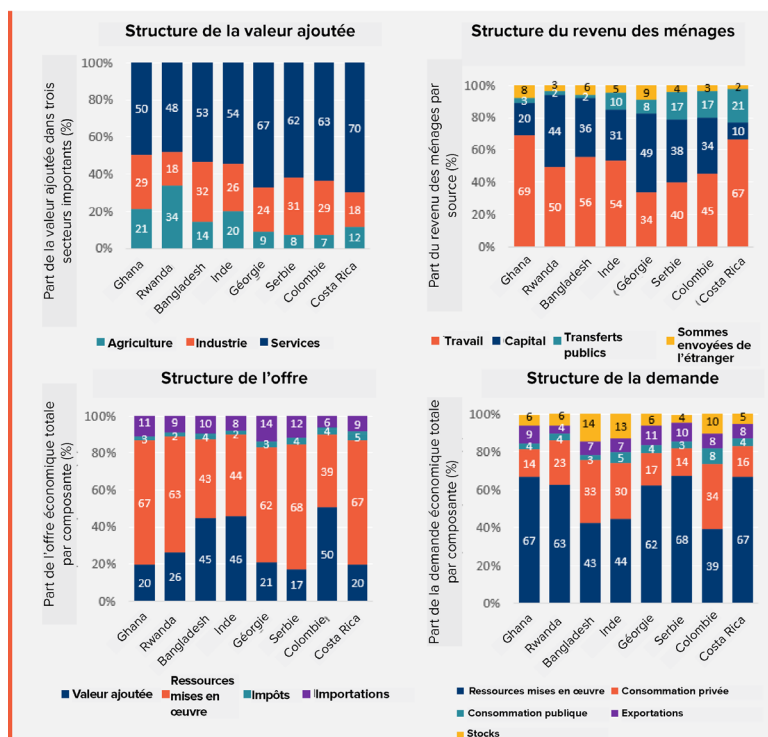 Structure de la valeur ajoutée
Part de la valeur ajoutée dans trois
secteurs importants (%)
100%
80%
60%
40%
20%
0%
50 48 53 54 67 62 63 70
29 18 32 26 24 31 29 18
21 34 14 20 9 8 7 12
Ghana
Rwanda
Bangladesh
Inde
Géorgie
Serbie
Colombie
Costa Rica
Agriculture Industrie Services
Structure du revenu des ménages
Part du revenu des ménages par
source (%)
100%
80%
60%
40%
20%
0%
8 3 6 5 9 4 3 2
3 2 2 10 8 17 17 21
20 44 36 31 49 38 34 10
69 50 56 54 34 40 45 67
Ghana
Rwanda
Bangladesh
Inde
(Géorgie
Serbie
Colombie
(Costa Rica
Travail Capital Transferts
publics
Sommes
envoyées de
l’étranger
Structure de l’offre
Part de l’offre économique totale
par composante (%)
100%
80%
60%
40%
20%
0%
11 9 10 8 14 12 6 9
3 2 4 2 3 4 4 5
67 63 43 44 62 68 39 67
20 26 45 46 21 17 50 20
Ghana
Rwanda
Bangladesh
Inde
Géorgie
Serbie
Colombie
Costa Rica
Valeur ajoutée Ressources
mises en
œuvre
Impôts Importations
Structure de la demande
Part de la demande économique totale
par composante (%)
100%
80%
60%
40%
20%
0%
6 6 14 13 6 4 10 5
9 4 7 7 11 10 8 8
4 4 3 5 4 3 8 4
14 23 33 30 17 14 34 16
67 63 43 44 62 68 39 67
Ghana
Rwanda
Bangladesh
Inde
Géorgie
Serbie
Colombie
Costa Rica
Ressources mises en œuvre Consommation privée
Consommation publique Exportations
Stocks